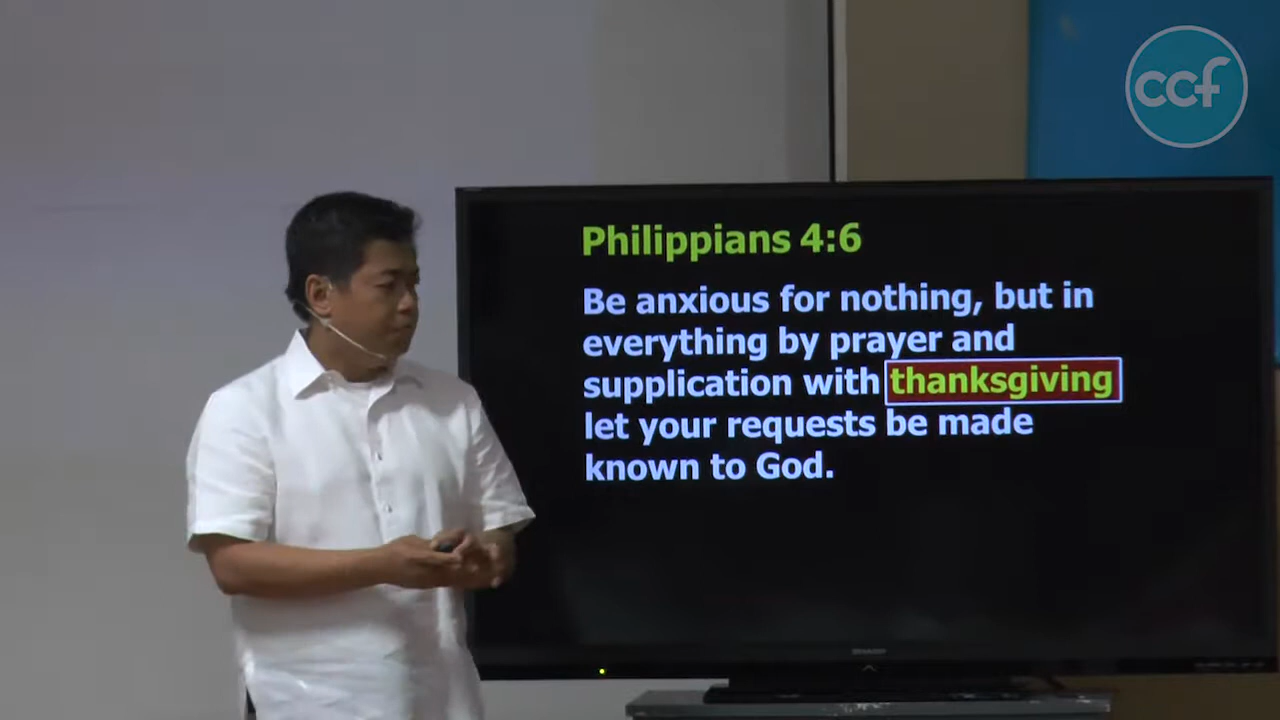 ccf
Philippians 4:6
Be anxious for nothing, but in
everything by prayer and
supplication with thanksgiving
let your requests be made
known to God.
SHARP